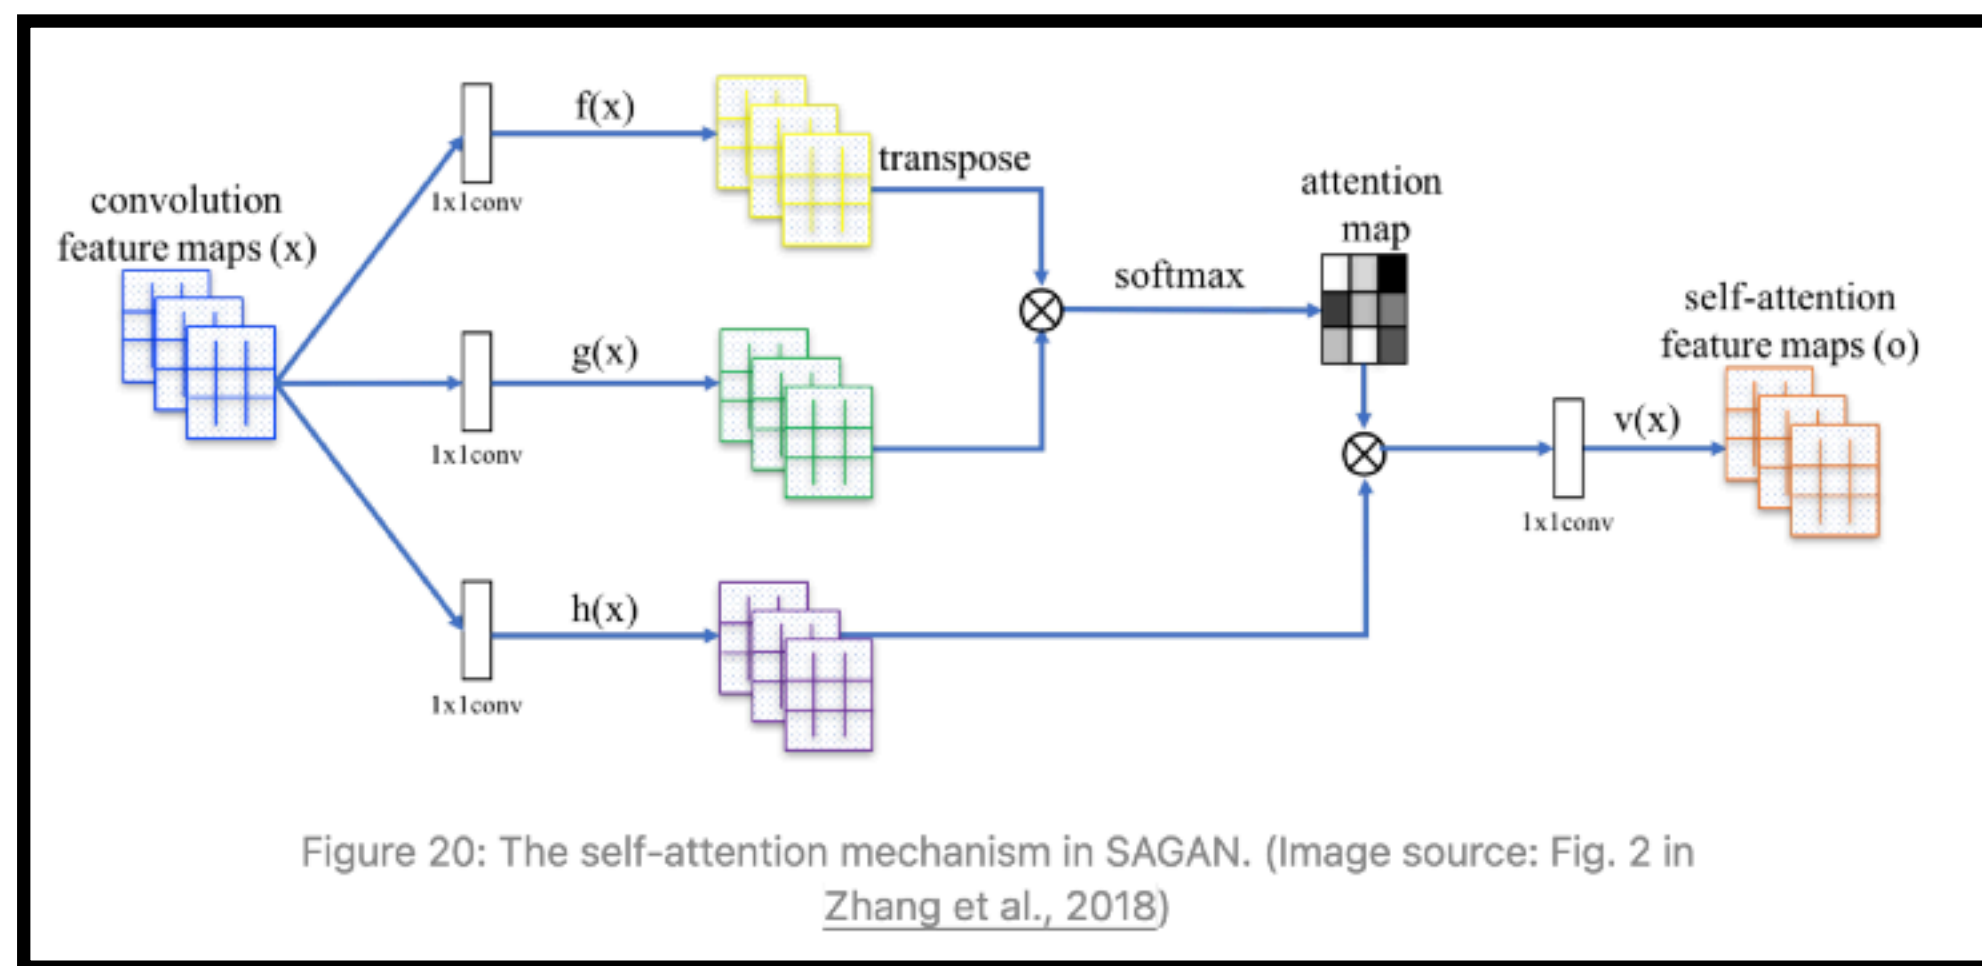 convolution
feature maps (x)
1x1conv
f(x)
transpose
1x1conv
g(x)
1x1conv
h(x)
softmax
attention
map
1x1conv
v(x)
self-attention
feature maps (o)
Figure 20: The self-attention mechanism in SAGAN. (Image source: Fig. 2 in
Zhang et al., 2018)